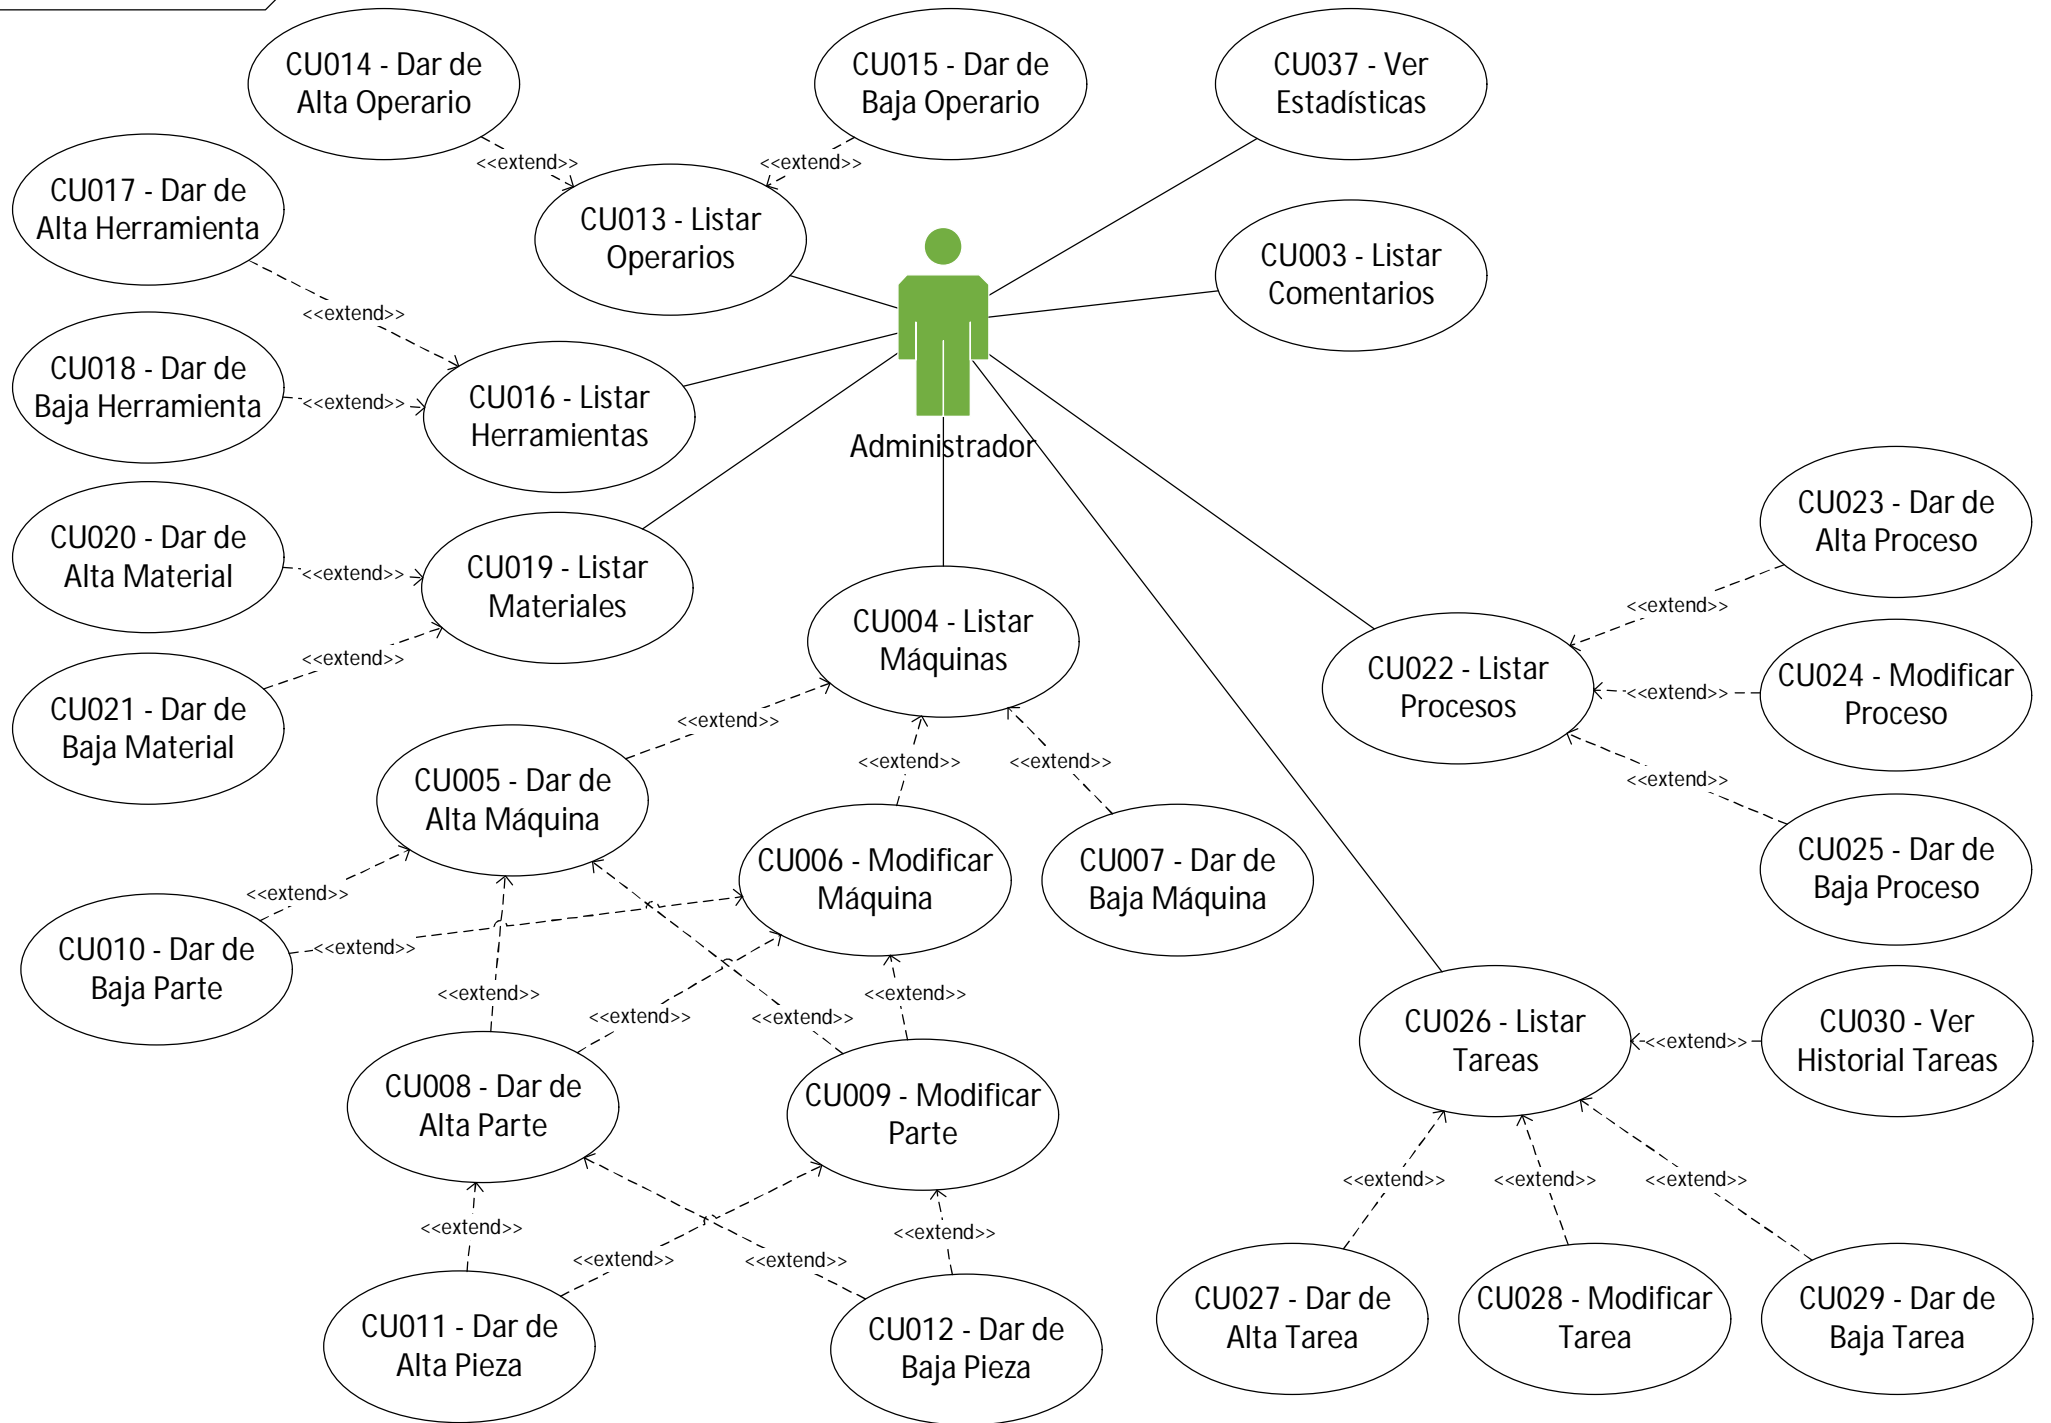 CU014 - Dar de
Alta Operario
CU015 - Dar de
Baja Operario
CU037 - Ver
Estadísticas
<<extend>>
<<extend>>
CU017 - Dar de
Alta Herramienta
CU013 - Listar
Operarios
CU003 - Listar
Comentarios
<<extend>>
CU018 - Dar de
Baja Herramienta
<<extend>>
CU016 - Listar
Herramientas
Administrador
CU020 - Dar de
Alta Material
<<extend>>
CU019 - Listar
Materiales
CU023 - Dar de
Alta Proceso
<<extend>>
CU004 - Listar
Máquinas
<<extend>>
CU021 - Dar de
Baja Material
CU022 - Listar
Procesos
<<extend>>
CU024 - Modificar
Proceso
<<extend>>
<<extend>>
<<extend>>
<<extend>>
CU005 - Dar de
Alta Máquina
CU006 - Modificar
Máquina
CU007 - Dar de
Baja Máquina
CU025 - Dar de
Baja Proceso
<<extend>>
<<extend>>
CU010 - Dar de
Baja Parte
<<extend>>
<<extend>>
<<extend>>
<<extend>>
CU026 - Listar
Tareas
<<extend>>
CU030 - Ver
Historial Tareas
CU008 - Dar de
Alta Parte
CU009 - Modificar
Parte
<<extend>>
<<extend>>
<<extend>>
<<extend>>
<<extend>>
<<extend>>
<<extend>>
CU011 - Dar de
Alta Pieza
CU012 - Dar de
Baja Pieza
CU027 - Dar de
Alta Tarea
CU028 - Modificar
Tarea
CU029 - Dar de
Baja Tarea